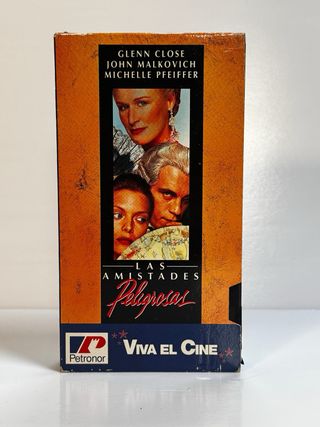 GLENN CLOSE
JOHN MALKOVICH
MICHELLE PFEIFFER
LAS
AMISTADES
Peligrosas
Petronor
VIVA EL CINE